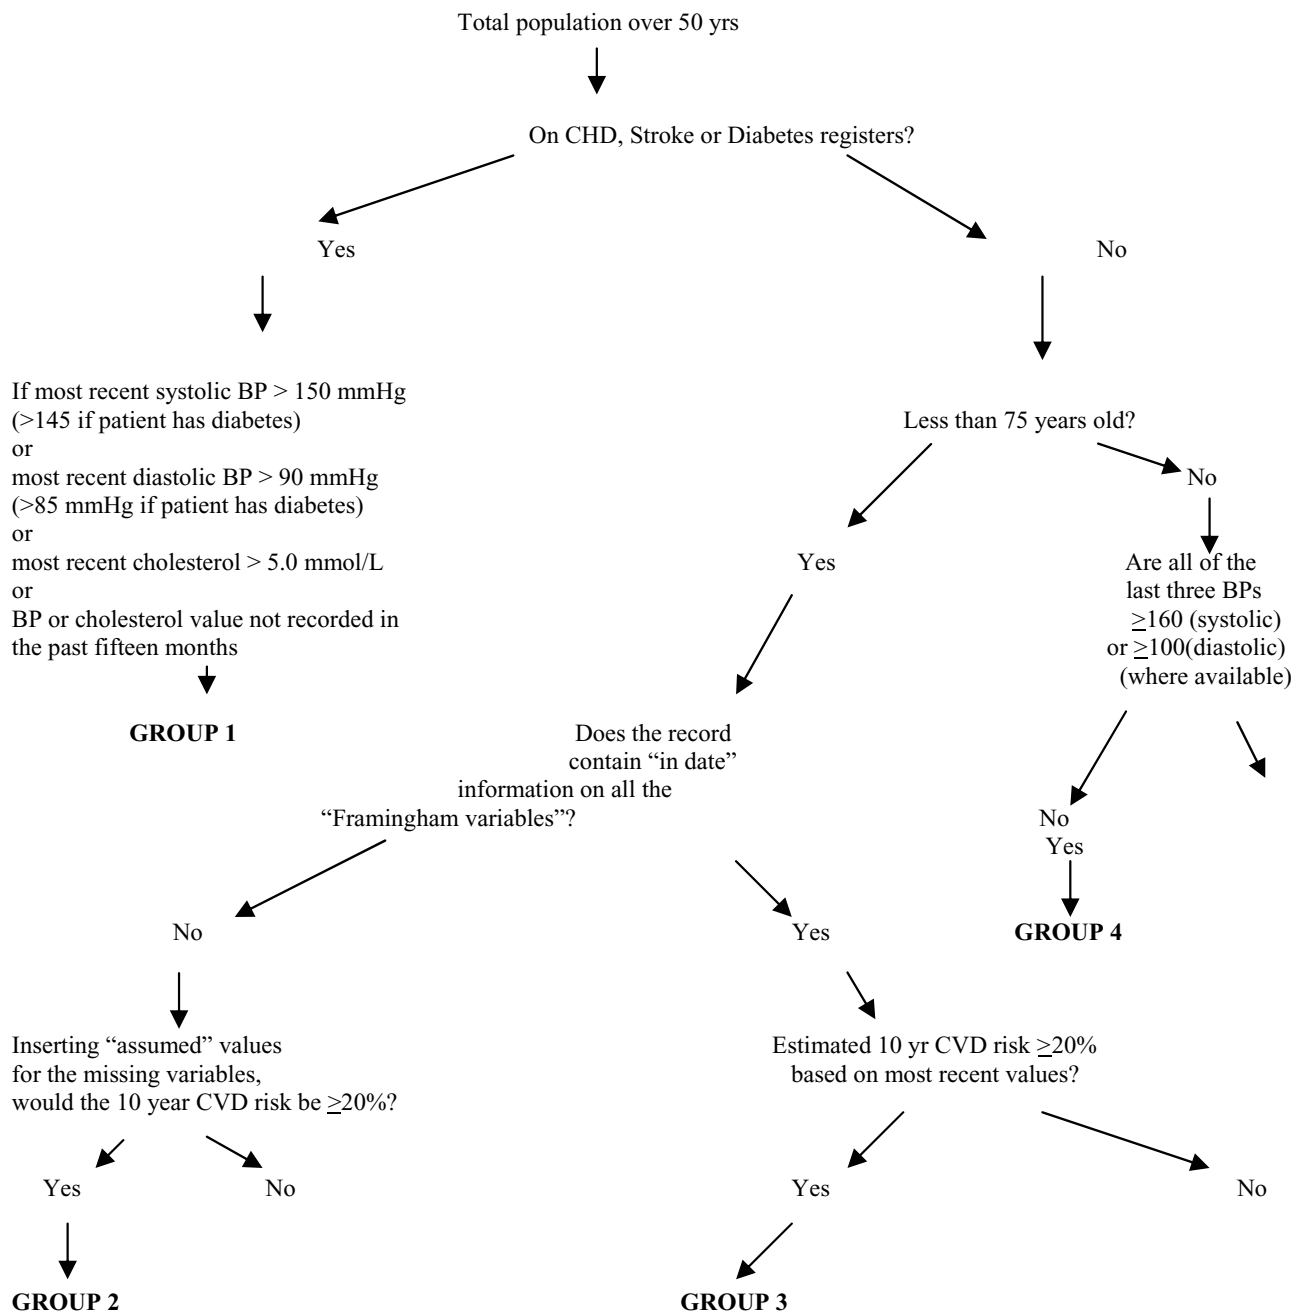 Total population over 50 yrs
On CHD, Stroke or Diabetes registers?
Yes
No
If most recent systolic BP > 150 mmHg
(>145 if patient has diabetes)
or
most recent diastolic BP > 90 mmHg
(>85 mmHg if patient has diabetes)
or
most recent cholesterol > 5.0 mmol/L
or
BP or cholesterol value not recorded in
the past fifteen months
GROUP 1
Less than 75 years old?
Yes
No
Are all of the
last three BPs
≥160 (systolic)
or ≥100(diastolic)
(where available)
No
Yes
GROUP 4
Does the record
contain “in date”
information on all the
“Framingham variables”?
No
Yes
Inserting “assumed” values
for the missing variables,
would the 10 year CVD risk be ≥20%?
Yes
No
GROUP 2
Estimated 10 yr CVD risk ≥20%
based on most recent values?
Yes
No
GROUP 3